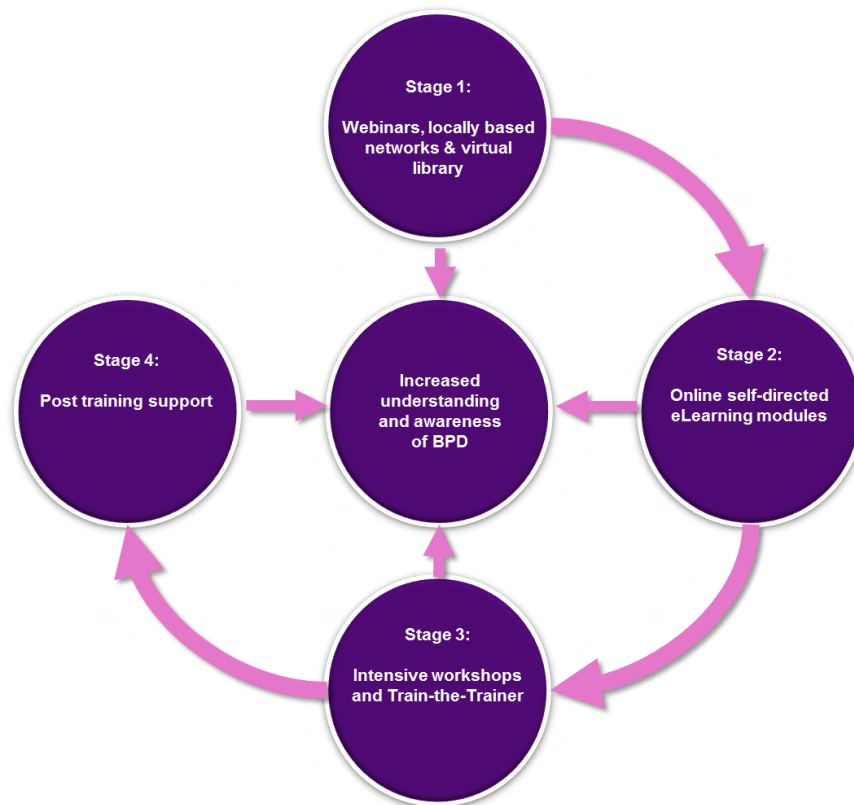 Stage 1:
Webinars, locally based
networks & virtual
library
Stage 2:
Online self-directed
eLearning modules
Stage 3:
Intensive workshops
and Train-the-Trainer
Stage 4:
Post training support
Increased
understanding
and awareness
of BPD